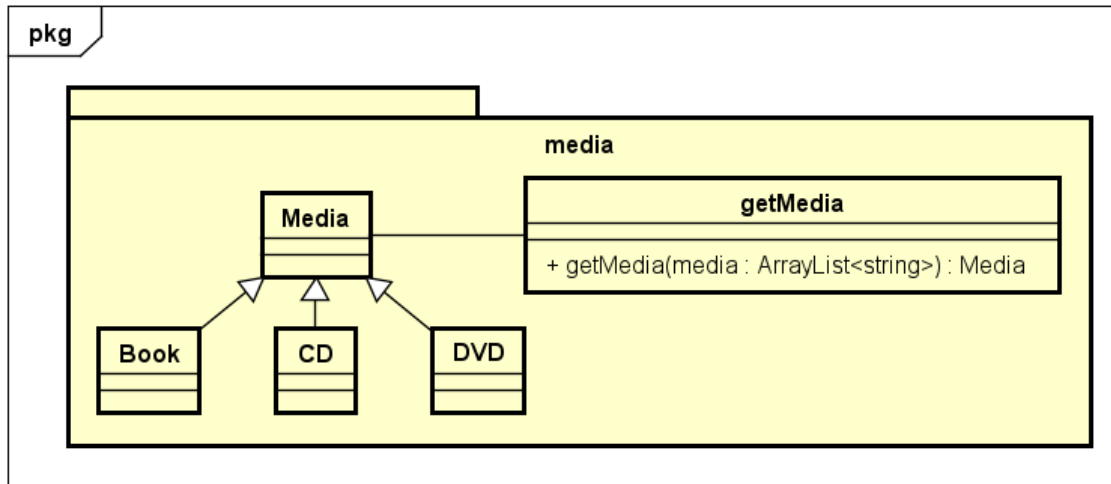 pkg
media
Media
getMedia
+ getMedia(media : ArrayList<string>) : Media
Book
CD
DVD